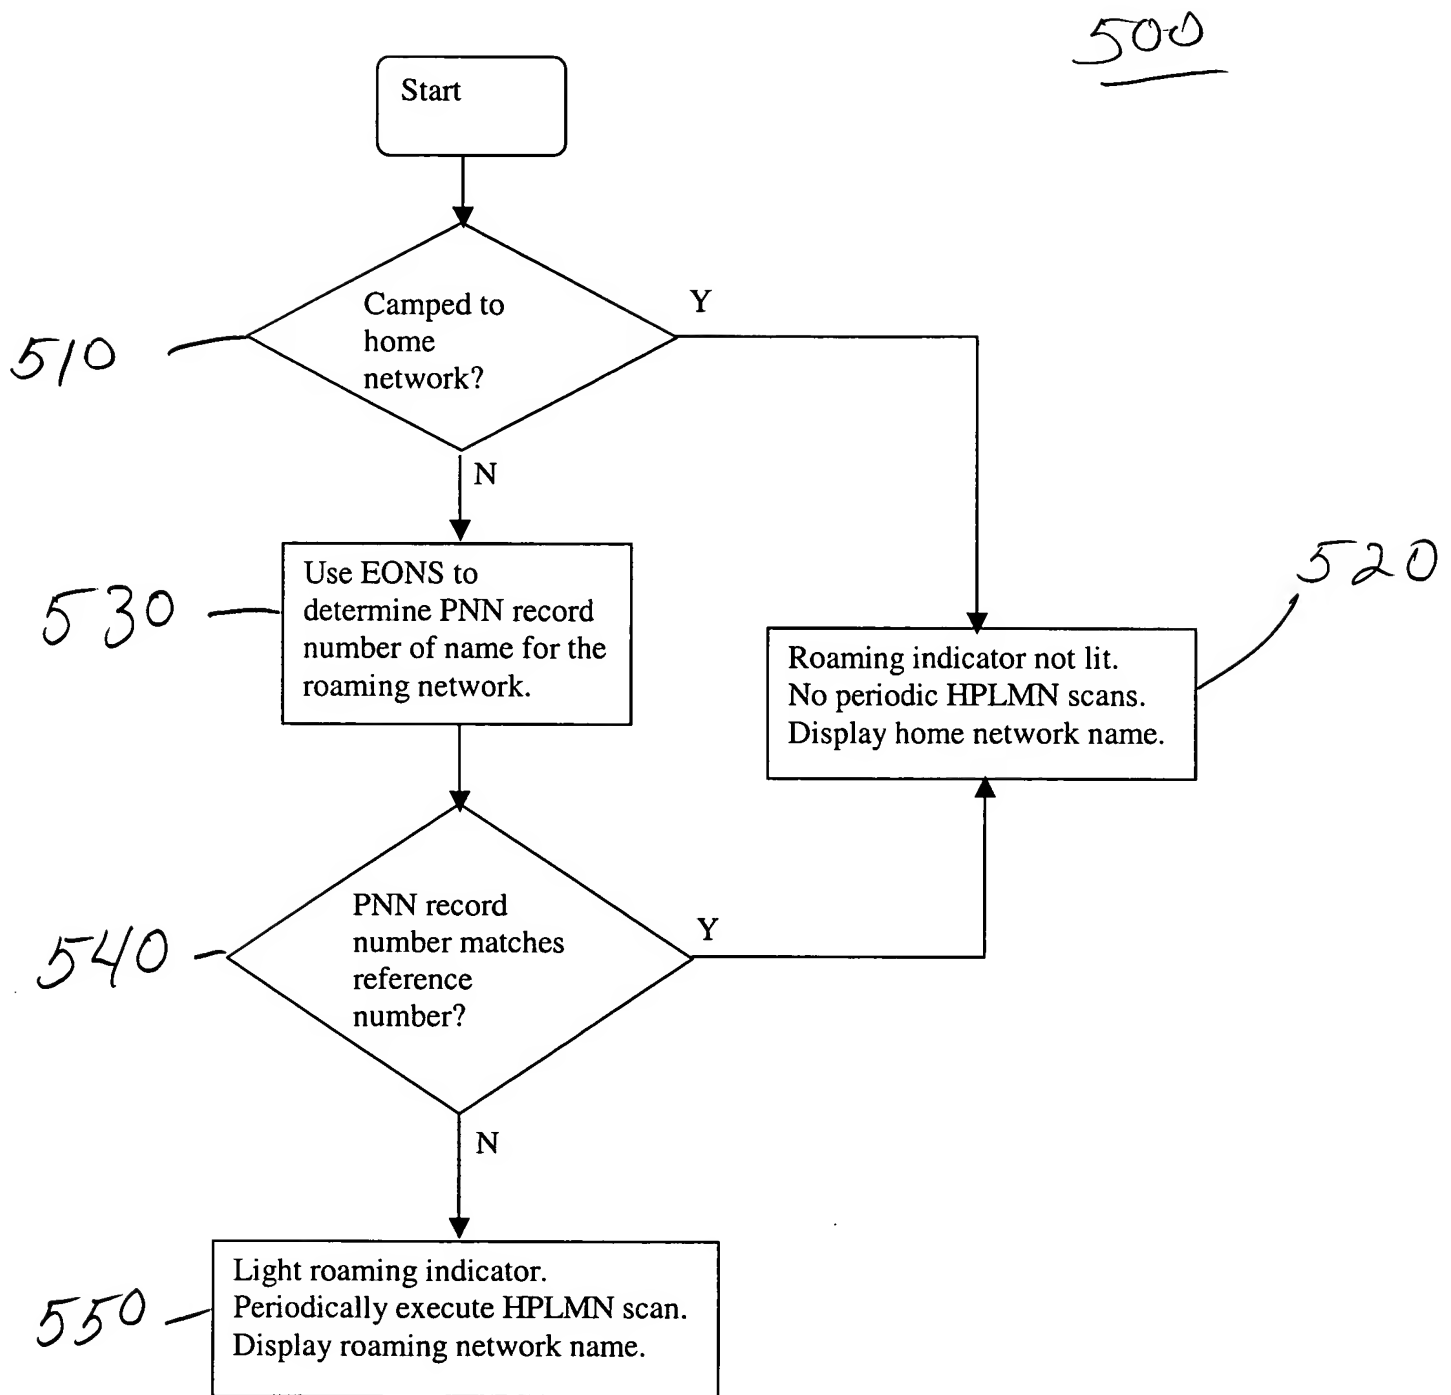 500
Start
Camped to
home
network?
Y
510
N
Use EONS to
determine PNN record
number of name for the
roaming network.
530
520
Roaming indicator not lit.
No periodic HPLMN scans.
Display home network name.
PNN record
number matches
reference
number?
Y
540
N
Light roaming indicator.
Periodically execute HPLMN scan.
Display roaming network name.
550